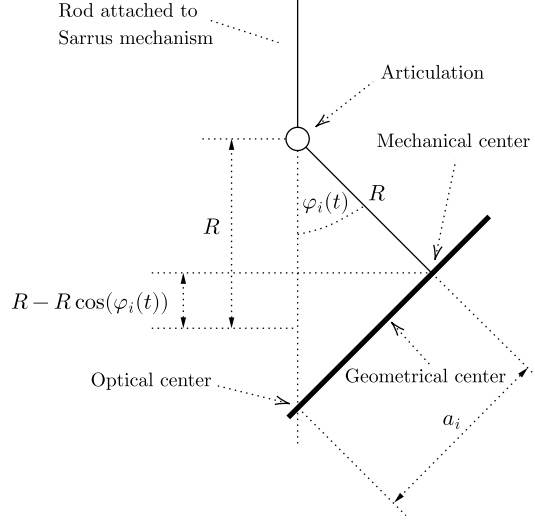 Rod attached to
Sarrus mechanism
Articulation
Mechanical center
φᵢ(t)
R
R
R − R cos(φᵢ(t))
Optical center
Geometrical center
aᵢ